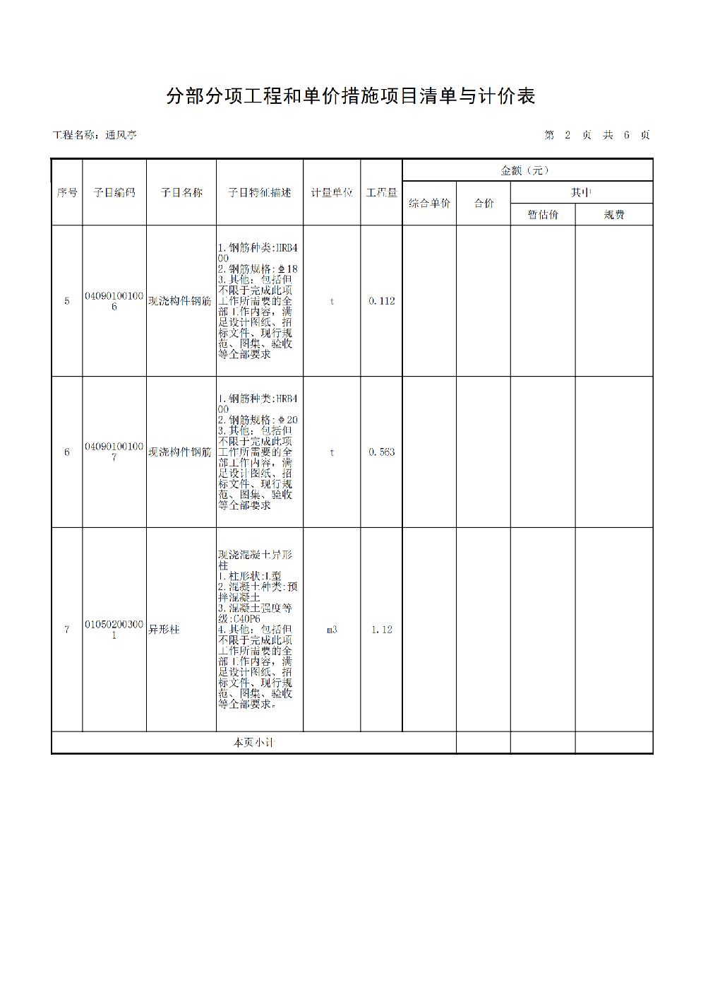 分部分项工程和单价措施项目清单与计价表
工程名称：通风亭
第 2 页 共 6 页
序号
子目编码
子目名称
子目特征描述
计量单位
工程量
金额（元）
综合单价
合价
其中
暂估价
规费
5
04090100100
6
现浇构件钢筋
1.钢筋种类:HRB4
00
2.钢筋规格:Φ18
3.其他：包括但
不限于完成此项
工作所需要的全
部工作内容，满
足设计图纸、招
标文件、现行规
范、图集、验收
等全部要求
t
0.112
6
04090100100
7
现浇构件钢筋
1.钢筋种类:HRB4
00
2.钢筋规格:Φ20
3.其他：包括但
不限于完成此项
工作所需要的全
部工作内容，满
足设计图纸、招
标文件、现行规
范、图集、验收
等全部要求
t
0.563
7
01050200300
1
异形柱
现浇混凝土异形
柱
1.柱形状:L型
2.混凝土种类:预
拌混凝土
3.混凝土强度等
级:C40P6
4.其他：包括但
不限于完成此项
工作所需要的全
部工作内容，满
足设计图纸、招
标文件、现行规
范、图集、验收
等全部要求。
m3
1.12
本页小计